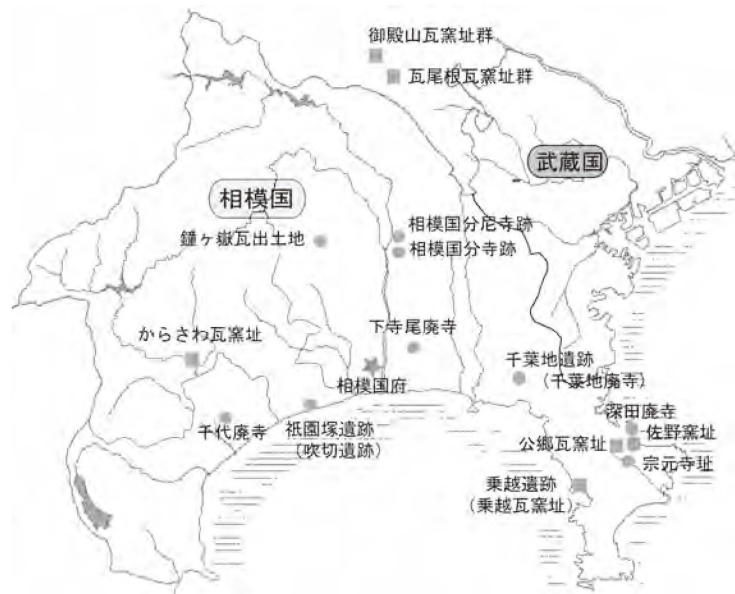 御殿山瓦窯址群
瓦尾根瓦窯址群
武蔵国
相模国
相模国分尼寺跡
鐘ヶ嶽瓦出土地
相模国分寺跡
下寺尾廃寺
からさわ瓦窯址
千葉地遺跡
(千葉地廃寺)
相模国府
深田廃寺
千代廃寺
祇園塚遺跡
(吹切遺跡)
佐野窯址
公郷瓦窯址
宗元寺址
乗越遺跡
(乗越瓦窯址)